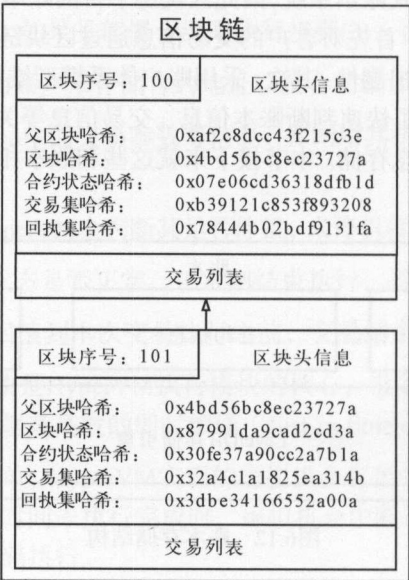 区块链
区块序号：100 区块头信息
父区块哈希： 0xaf2c8dcc43f215c3e
区块哈希： 0x4bd56bc8ec23727a
合约状态哈希： 0x07e06cd36318dfb1d
交易集哈希： 0xb39121c853f893208
回执集哈希： 0x78444b02bdf9131fa
交易列表
区块序号：101 区块头信息
父区块哈希： 0x4bd56bc8ec23727a
区块哈希： 0x87991da9e8d2cd3a
合约状态哈希： 0x30fe37a90cc2a7b1a
交易集哈希： 0x32a4c1a1825ea314b
回执集哈希： 0x3dbe34166552a00a
交易列表